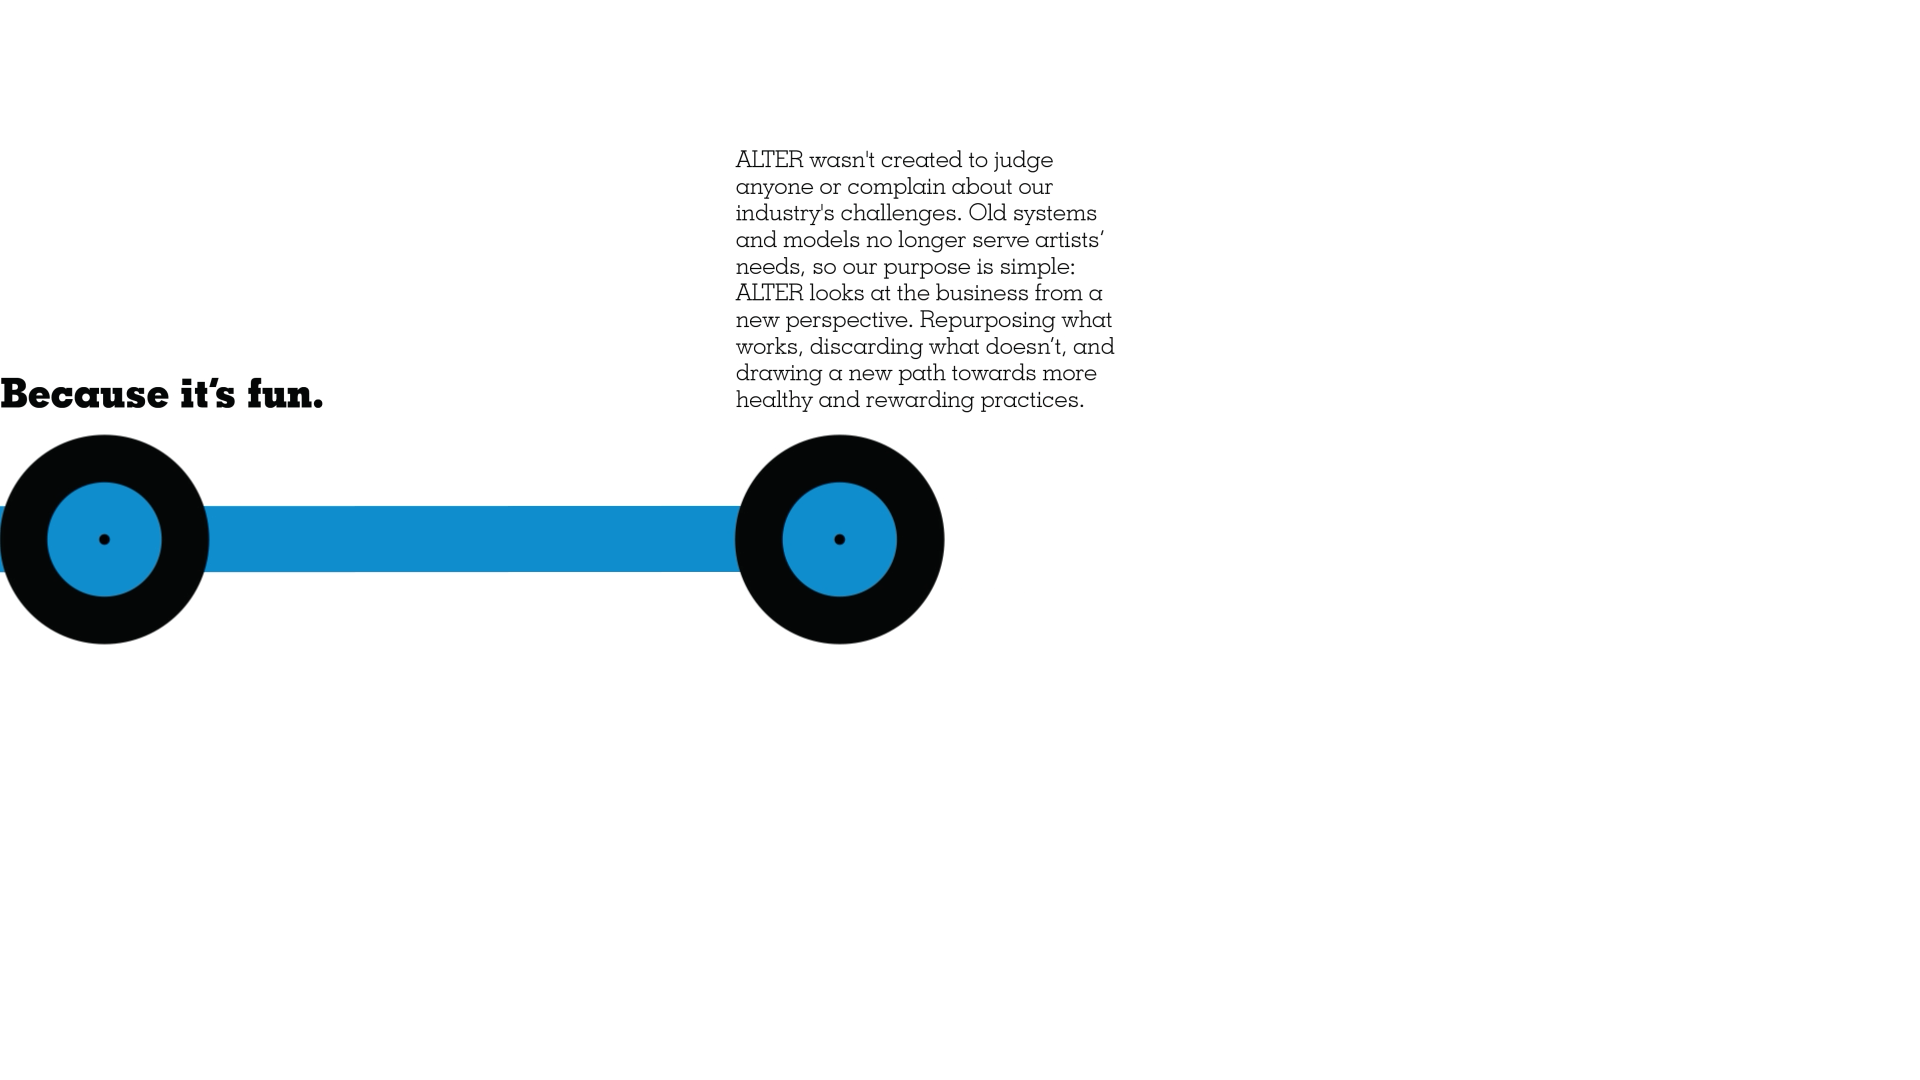 Because it’s fun.
ALTER wasn't created to judge
anyone or complain about our
industry's challenges. Old systems
and models no longer serve artists’
needs, so our purpose is simple:
ALTER looks at the business from a
new perspective. Repurposing what
works, discarding what doesn’t, and
drawing a new path towards more
healthy and rewarding practices.